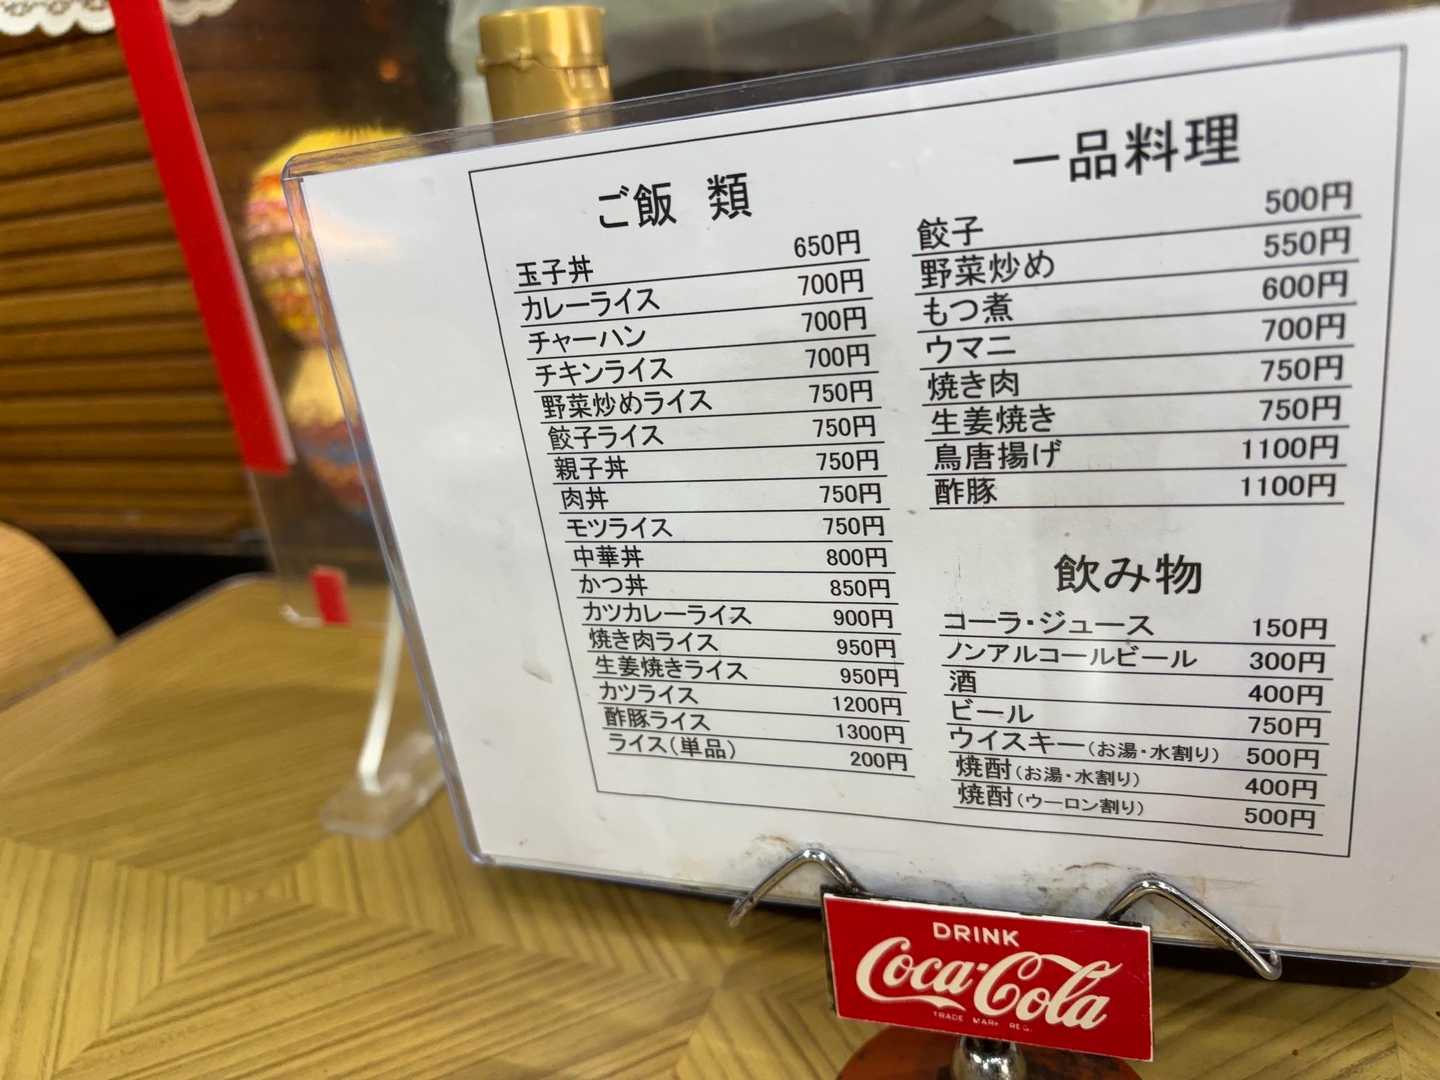 ご飯 類
玉子丼 650円
カレーライス 700円
チャーハン 700円
チキンライス 700円
野菜炒めライス 750円
餃子ライス 750円
親子丼 750円
肉丼 750円
モツライス 750円
中華丼 800円
かつ丼 850円
カツカレーライス 900円
焼き肉ライス 950円
生姜焼きライス 950円
カツライス 1200円
酢豚ライス 1300円
ライス(単品) 200円
一品料理
餃子 500円
野菜炒め 550円
もつ煮 600円
ウマニ 700円
焼き肉 750円
生姜焼き 750円
鳥唐揚げ 1100円
酢豚 1100円
飲み物
コーラ・ジュース 150円
ノンアルコールビール 300円
酒 400円
ビール 750円
ウイスキー(お湯・水割り) 500円
焼酎(お湯・水割り) 400円
焼酎(ウーロン割り) 500円
DRINK
Coca-Cola
TRADE MARK REG.